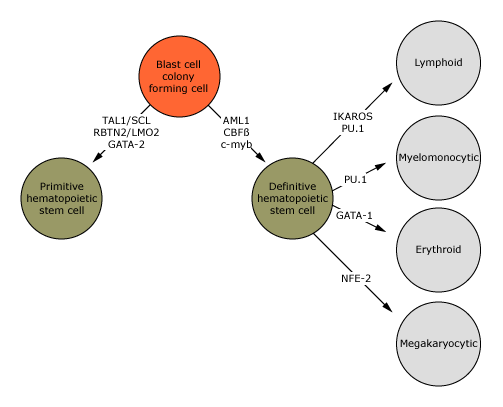 Blast cell
colony
forming cell
TAL1/SCL
RBTN2/LMO2
GATA-2
AML1
CBFß
c-myb
Primitive
hematopoietic
stem cell
Definitive
hematopoietic
stem cell
IKAROS
PU.1
PU.1
GATA-1
NFE-2
Lymphoid
Myelomonocytic
Erythroid
Megakaryocytic